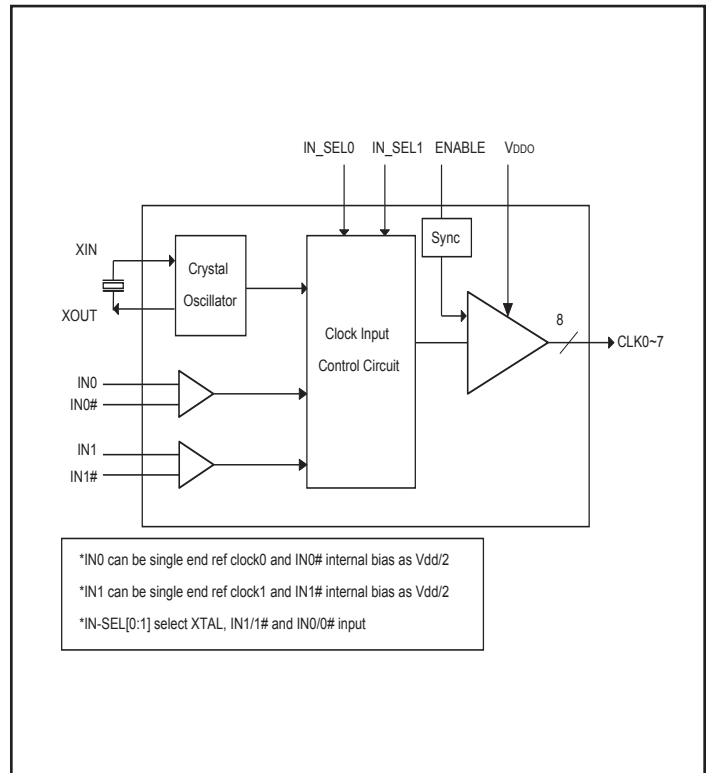 IN_SEL0 IN_SEL1 ENABLE VDDO
Sync
XIN
Crystal
Oscillator
XOUT
8
Clock Input
Control Circuit
CLK0~7
IN0
IN0#
IN1
IN1#
*IN0 can be single end ref clock0 and IN0# internal bias as Vdd/2
*IN1 can be single end ref clock1 and IN1# internal bias as Vdd/2
*IN-SEL[0:1] select XTAL, IN1/1# and IN0/0# input